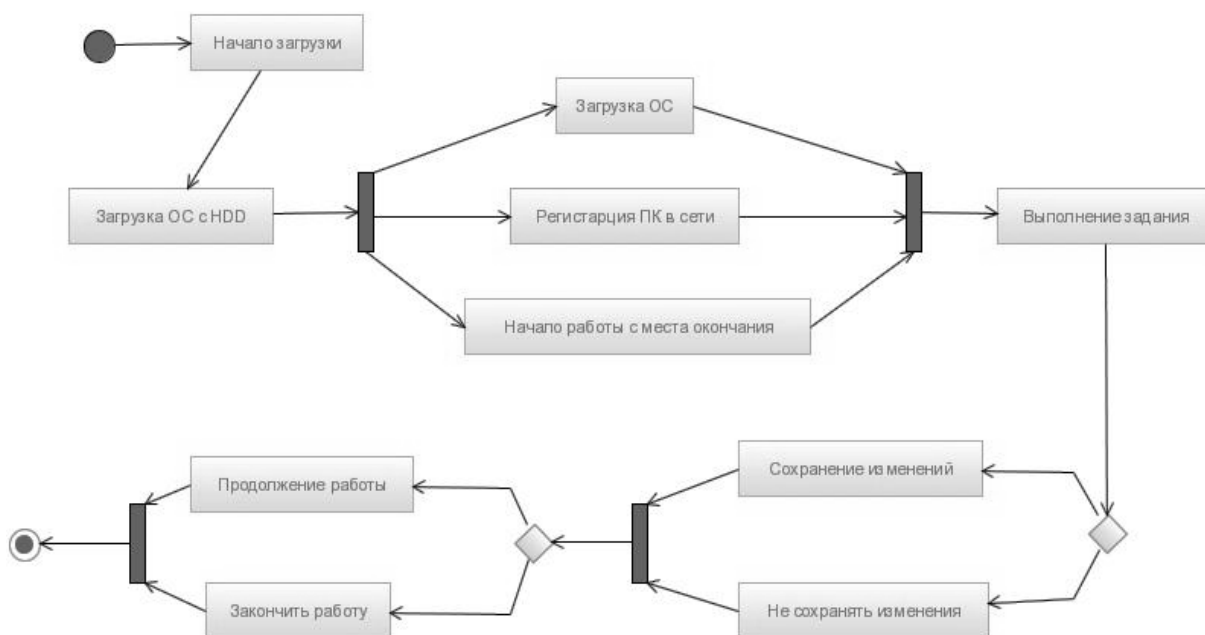 Начало загрузки
Загрузка ОС
Загрузка ОС с HDD
Регистарция ПК в сети
Выполнение задания
Начало работы с места окончания
Продолжение работы
Сохранение изменений
Закончить работу
Не сохранять изменения